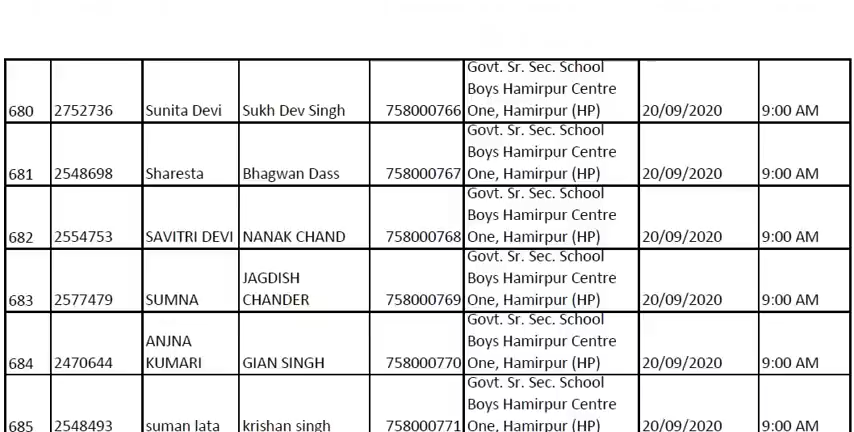 Govt. Sr. Sec. School
Boys Hamirpur Centre
680 2752736 Sunita Devi Sukh Dev Singh 758000766 One, Hamirpur (HP) 20/09/2020 9:00 AM
Govt. Sr. Sec. School
Boys Hamirpur Centre
681 2548698 Sharesta Bhagwan Dass 758000767 One, Hamirpur (HP) 20/09/2020 9:00 AM
Govt. Sr. Sec. School
Boys Hamirpur Centre
682 2554753 SAVITRI DEVI NANAK CHAND 758000768 One, Hamirpur (HP) 20/09/2020 9:00 AM
Govt. Sr. Sec. School
JAGDISH Boys Hamirpur Centre
683 2577479 SUMNA CHANDER 758000769 One, Hamirpur (HP) 20/09/2020 9:00 AM
Govt. Sr. Sec. School
ANJNA Boys Hamirpur Centre
684 2470644 KUMARI GIAN SINGH 758000770 One, Hamirpur (HP) 20/09/2020 9:00 AM
Govt. Sr. Sec. School
Boys Hamirpur Centre
685 2548493 suman lata krishan singh 758000771 One, Hamirpur (HP) 20/09/2020 9:00 AM